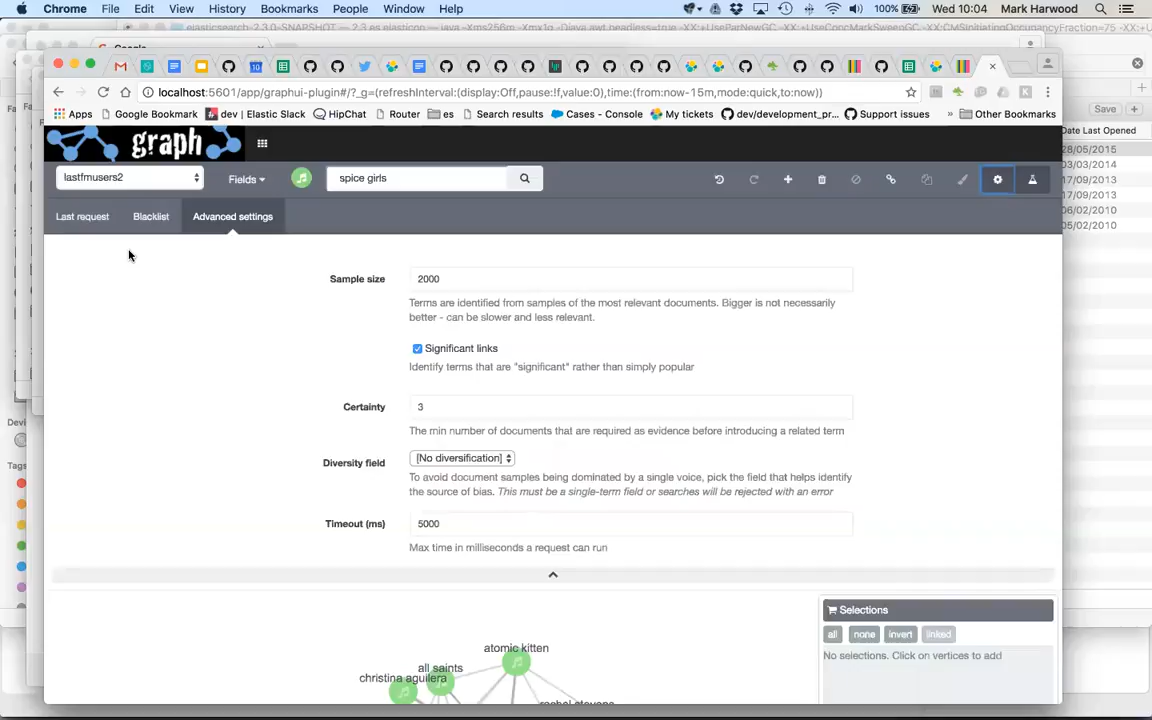 Chrome File Edit View History Bookmarks People Window Help 100% Wed 10:04 Mark Harwood
Google
localhost:5601/app/graphui-plugin#/?_g=(refreshInterval:(display:Off,pause:!f,value:0),time:(from:now-15m,mode:quick,to:now))
Apps Google Bookmark dev / Elastic Slack HipChat Router es Search results Cases - Console My tickets dev/development_pr... Support issues » Other Bookmarks
Save
Date Last Opened
graph
28/05/2015
03/03/2014
17/09/2013
17/09/2013
06/02/2010
05/02/2010
lastfmusers2 Fields spice girls
Last request Blacklist Advanced settings
Sample size 2000
Terms are identified from samples of the most relevant documents. Bigger is not necessarily
better - can be slower and less relevant.
Significant links
Identify terms that are "significant" rather than simply popular
Certainty 3
The min number of documents that are required as evidence before introducing a related term
Diversity field [No diversification]
To avoid document samples being dominated by a single voice, pick the field that helps identify
the source of bias. This must be a single-term field or searches will be rejected with an error
Timeout (ms) 5000
Max time in milliseconds a request can run
Devi
Tags
Selections
all none invert linked
No selections. Click on vertices to add
atomic kitten
all saints
christina aguilera